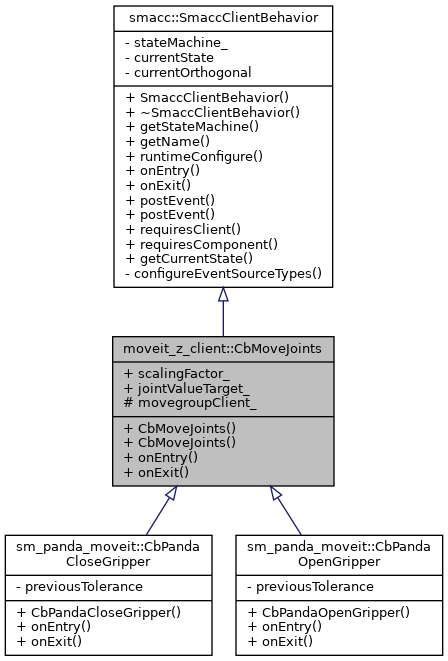 smacc::SmaccClientBehavior
- stateMachine_
- currentState
- currentOrthogonal
+ SmaccClientBehavior()
+ ~SmaccClientBehavior()
+ getStateMachine()
+ getName()
+ runtimeConfigure()
+ onEntry()
+ onExit()
+ postEvent()
+ postEvent()
+ requiresClient()
+ requiresComponent()
+ getCurrentState()
- configureEventSourceTypes()
moveit_z_client::CbMoveJoints
+ scalingFactor_
+ jointValueTarget_
# movegroupClient_
+ CbMoveJoints()
+ CbMoveJoints()
+ onEntry()
+ onExit()
sm_panda_moveit::CbPanda
CloseGripper
- previousTolerance
+ CbPandaCloseGripper()
+ onEntry()
+ onExit()
sm_panda_moveit::CbPanda
OpenGripper
- previousTolerance
+ CbPandaOpenGripper()
+ onEntry()
+ onExit()